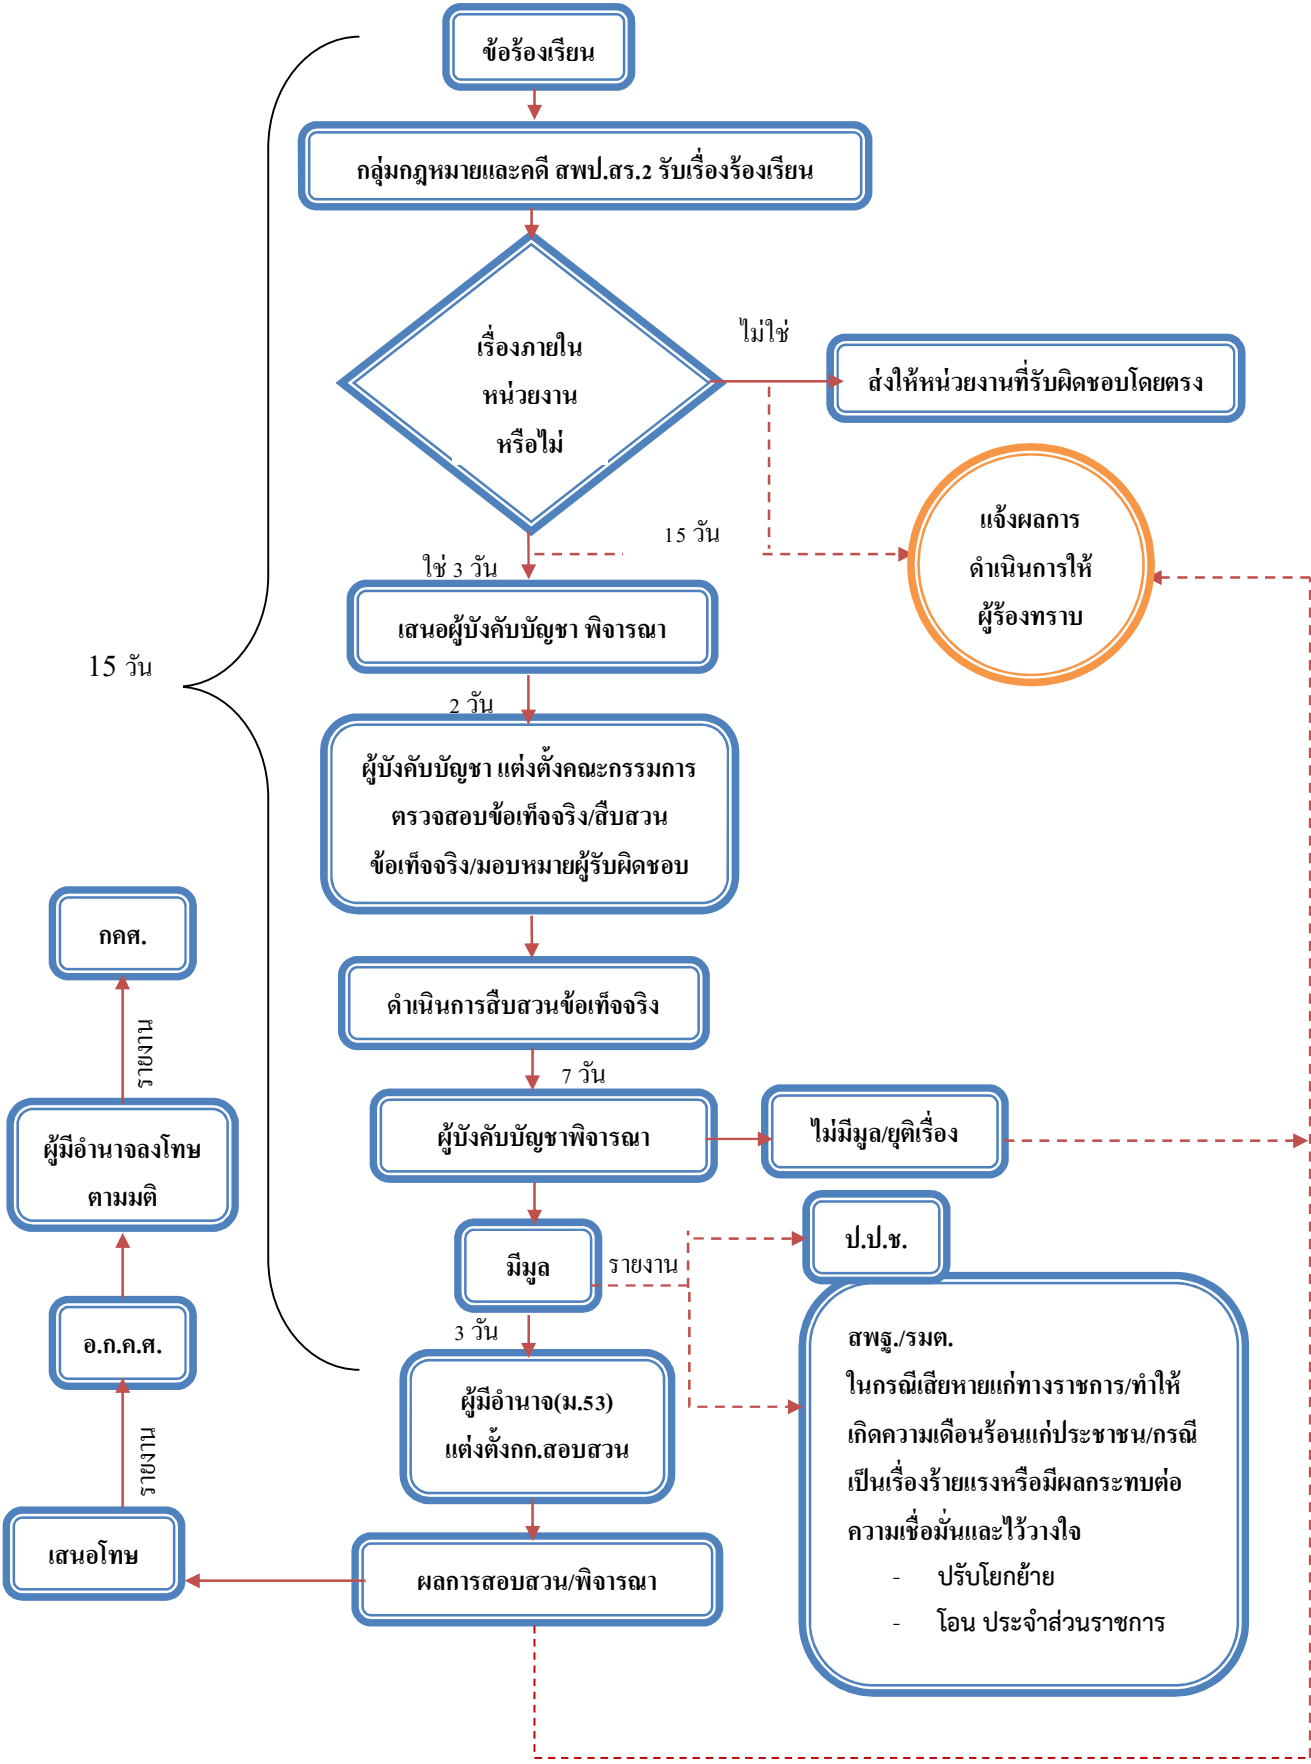 ข้อร้องเรียน
กลุ่มกฎหมายและคดี สพป.สร.2 รับเรื่องร้องเรียน
เรื่องภายใน
หน่วยงาน
หรือไม่
ไม่ใช่
ส่งให้หน่วยงานที่รับผิดชอบโดยตรง
แจ้งผลการ
ดำเนินการให้
ผู้ร้องทราบ
15 วัน
ใช่ 3 วัน
เสนอผู้บังคับบัญชา พิจารณา
15 วัน
2 วัน
ผู้บังคับบัญชา แต่งตั้งคณะกรรมการ
ตรวจสอบข้อเท็จจริง/สืบสวน
ข้อเท็จจริง/มอบหมายผู้รับผิดชอบ
ดำเนินการสืบสวนข้อเท็จจริง
7 วัน
ผู้บังคับบัญชาพิจารณา
ไม่มีมูล/ยุติเรื่อง
มีมูล
รายงาน
ป.ป.ช.
สพฐ./รมต.
ในกรณีเสียหายแก่ทางราชการ/ทำให้
เกิดความเดือนร้อนแก่ประชาชน/กรณี
เป็นเรื่องร้ายแรงหรือมีผลกระทบต่อ
ความเชื่อมั่นและไว้วางใจ
- ปรับโยกย้าย
- โอน ประจำส่วนราชการ
3 วัน
ผู้มีอำนาจ(ม.53)
แต่งตั้งกก.สอบสวน
ผลการสอบสวน/พิจารณา
เสนอโทษ
รายงาน
อ.ก.ค.ศ.
ผู้มีอำนาจลงโทษ
ตามมติ
รายงาน
กคศ.